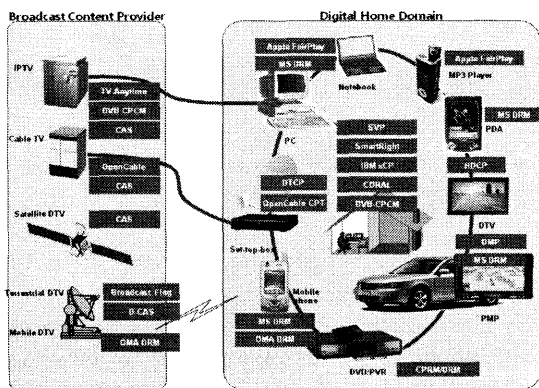 Broadcast Content Provider
Digital Home Domain
IPTV
TV Anytime
DVB CPCM
CAS
Cable TV
OpenCable
CAS
Satellite DTV
CAS
Terrestrial DTV
Broadcast Flag
D-CAS
Mobile DTV
OMA DRM
Apple FairPlay
MS DRM
Notebook
PC
Apple FairPlay
MP3 Player
MS DRM
PDA
SVP
SmartRight
IBM xCP
CORAL
DVB-CPCM
DTCP
OpenCable CPT
Set-top-box
HDCP
DTV
DMP
MS DRM
PMP
Mobile
phone
MS DRM
OMA DRM
DVD/PVR
CPRM/DRM